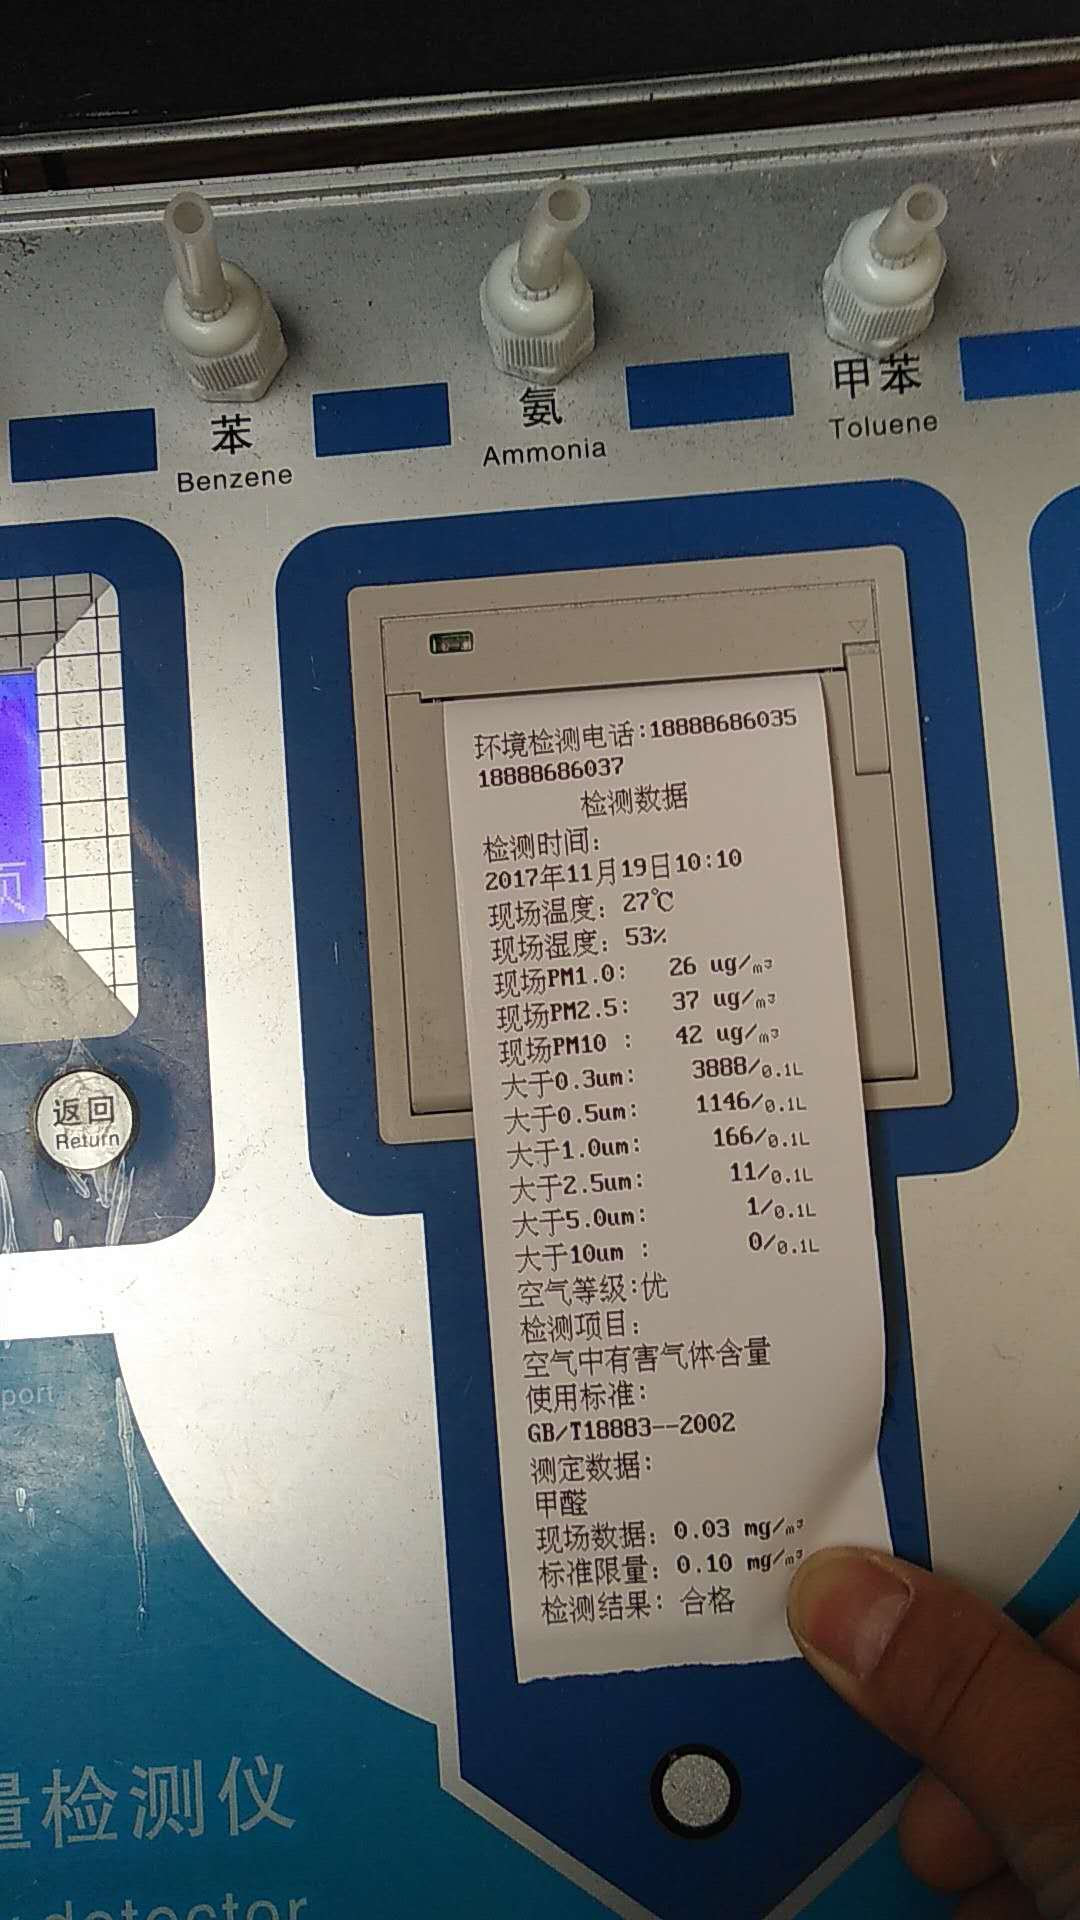 苯
Benzene
氨
Ammonia
甲苯
Toluene
环境检测电话:18888686035
18888686037
检测数据
检测时间:
2017年11月19日10:10
现场温度: 27℃
现场湿度: 53%
现场PM1.0: 26 ug/m³
现场PM2.5: 37 ug/m³
现场PM10 : 42 ug/m³
大于0.3um: 3888/0.1L
大于0.5um: 1146/0.1L
大于1.0um: 166/0.1L
大于2.5um: 11/0.1L
大于5.0um: 1/0.1L
大于10um : 0/0.1L
空气等级:优
检测项目:
空气中有害气体含量
使用标准:
GB/T18883--2002
测定数据:
甲醛
现场数据: 0.03 mg/m³
标准限量: 0.10 mg/m³
检测结果: 合格
返回
Return
port
量检测仪
detector